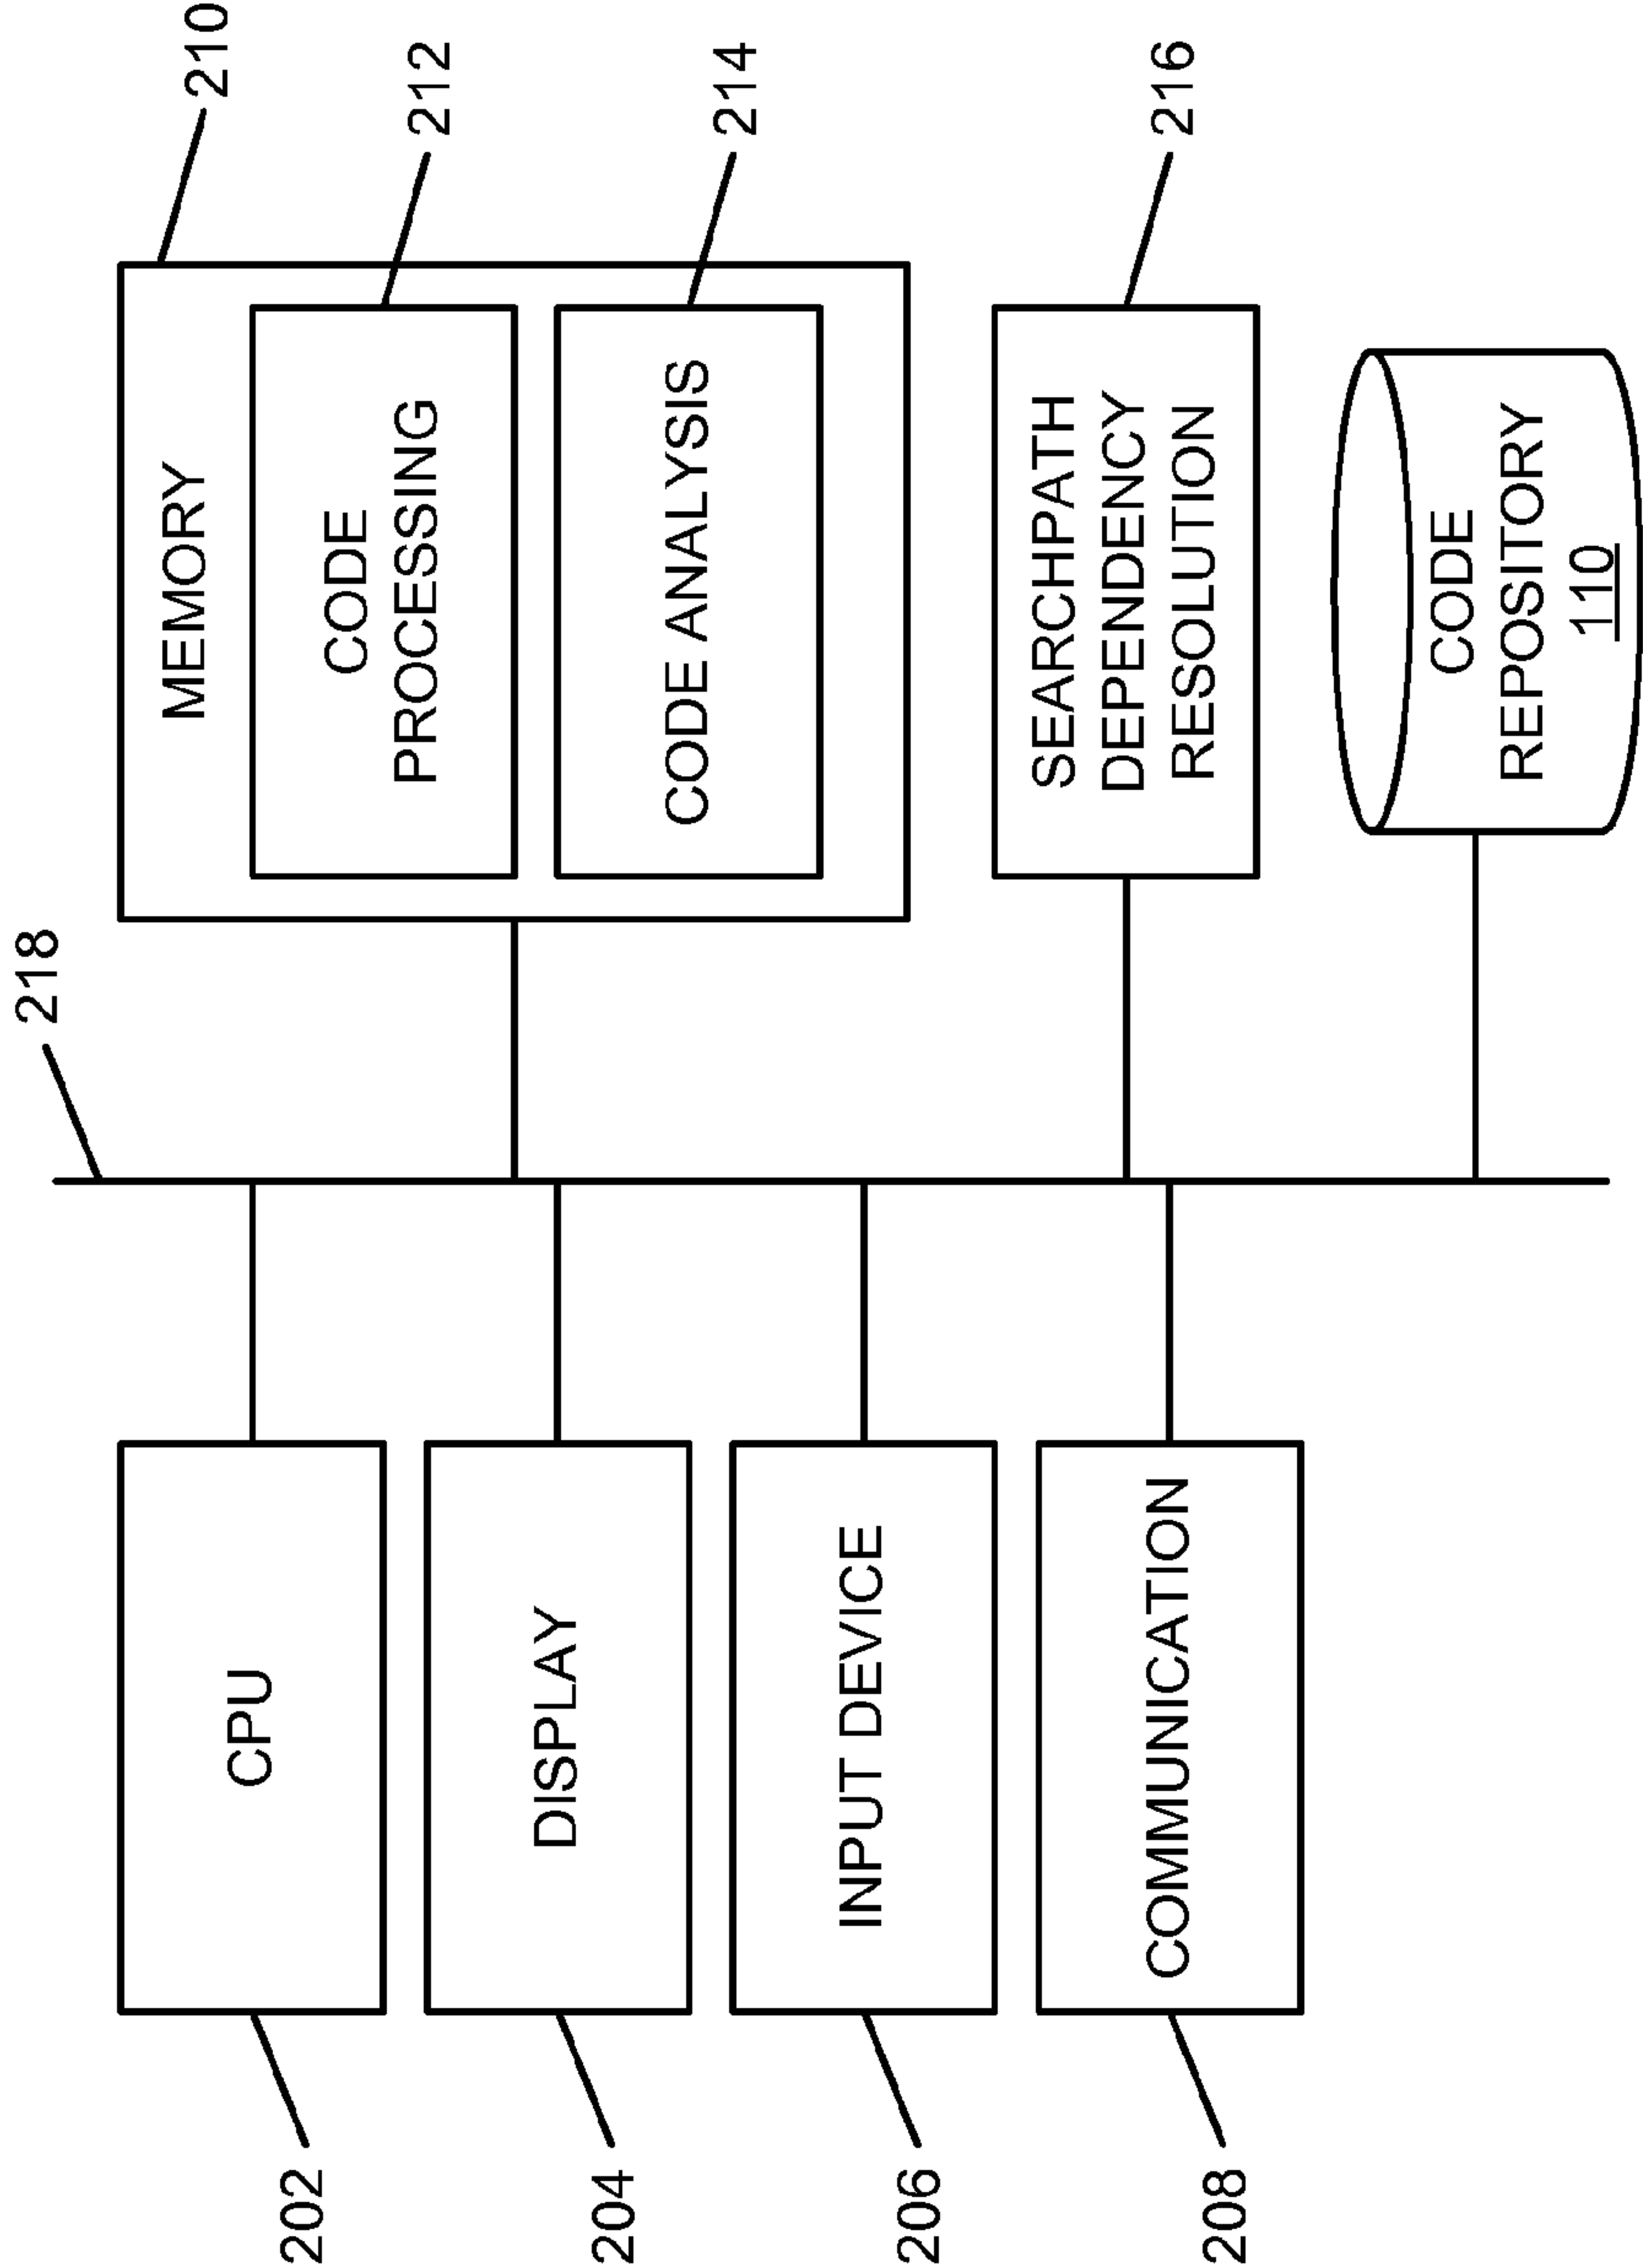 218
210
MEMORY
212
CODE
PROCESSING
214
CODE ANALYSIS
216
SEARCHPATH
DEPENDENCY
RESOLUTION
CODE
REPOSITORY
110
202
CPU
204
DISPLAY
206
INPUT DEVICE
208
COMMUNICATION